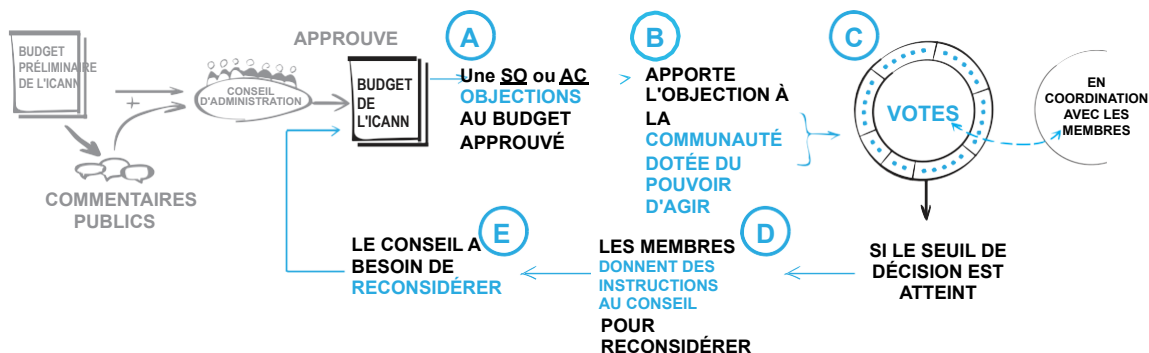 BUDGET
PRÉLIMINAIRE
DE L'ICANN
+
COMMENTAIRES
PUBLICS
CONSEIL
D'ADMINISTRATION
APPROUVE
BUDGET
DE
L'ICANN
A
Une SO ou AC
OBJECTIONS
AU BUDGET
APPROUVÉ
B
APPORTE
L'OBJECTION À
LA
COMMUNAUTÉ
DOTÉE DU
POUVOIR
D'AGIR
C
VOTES
EN
COORDINATION
AVEC LES
MEMBRES
SI LE SEUIL DE
DÉCISION EST
ATTEINT
D
LES MEMBRES
DONNENT DES
INSTRUCTIONS
AU CONSEIL
POUR
RECONSIDÉRER
E
LE CONSEIL A
BESOIN DE
RECONSIDÉRER